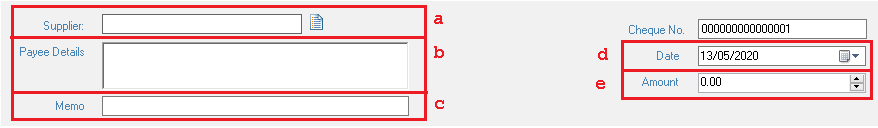 Supplier: a
Cheque No. 000000000000001
Payee Details b
d Date 13/05/2020
e Amount 0.00
Memo c